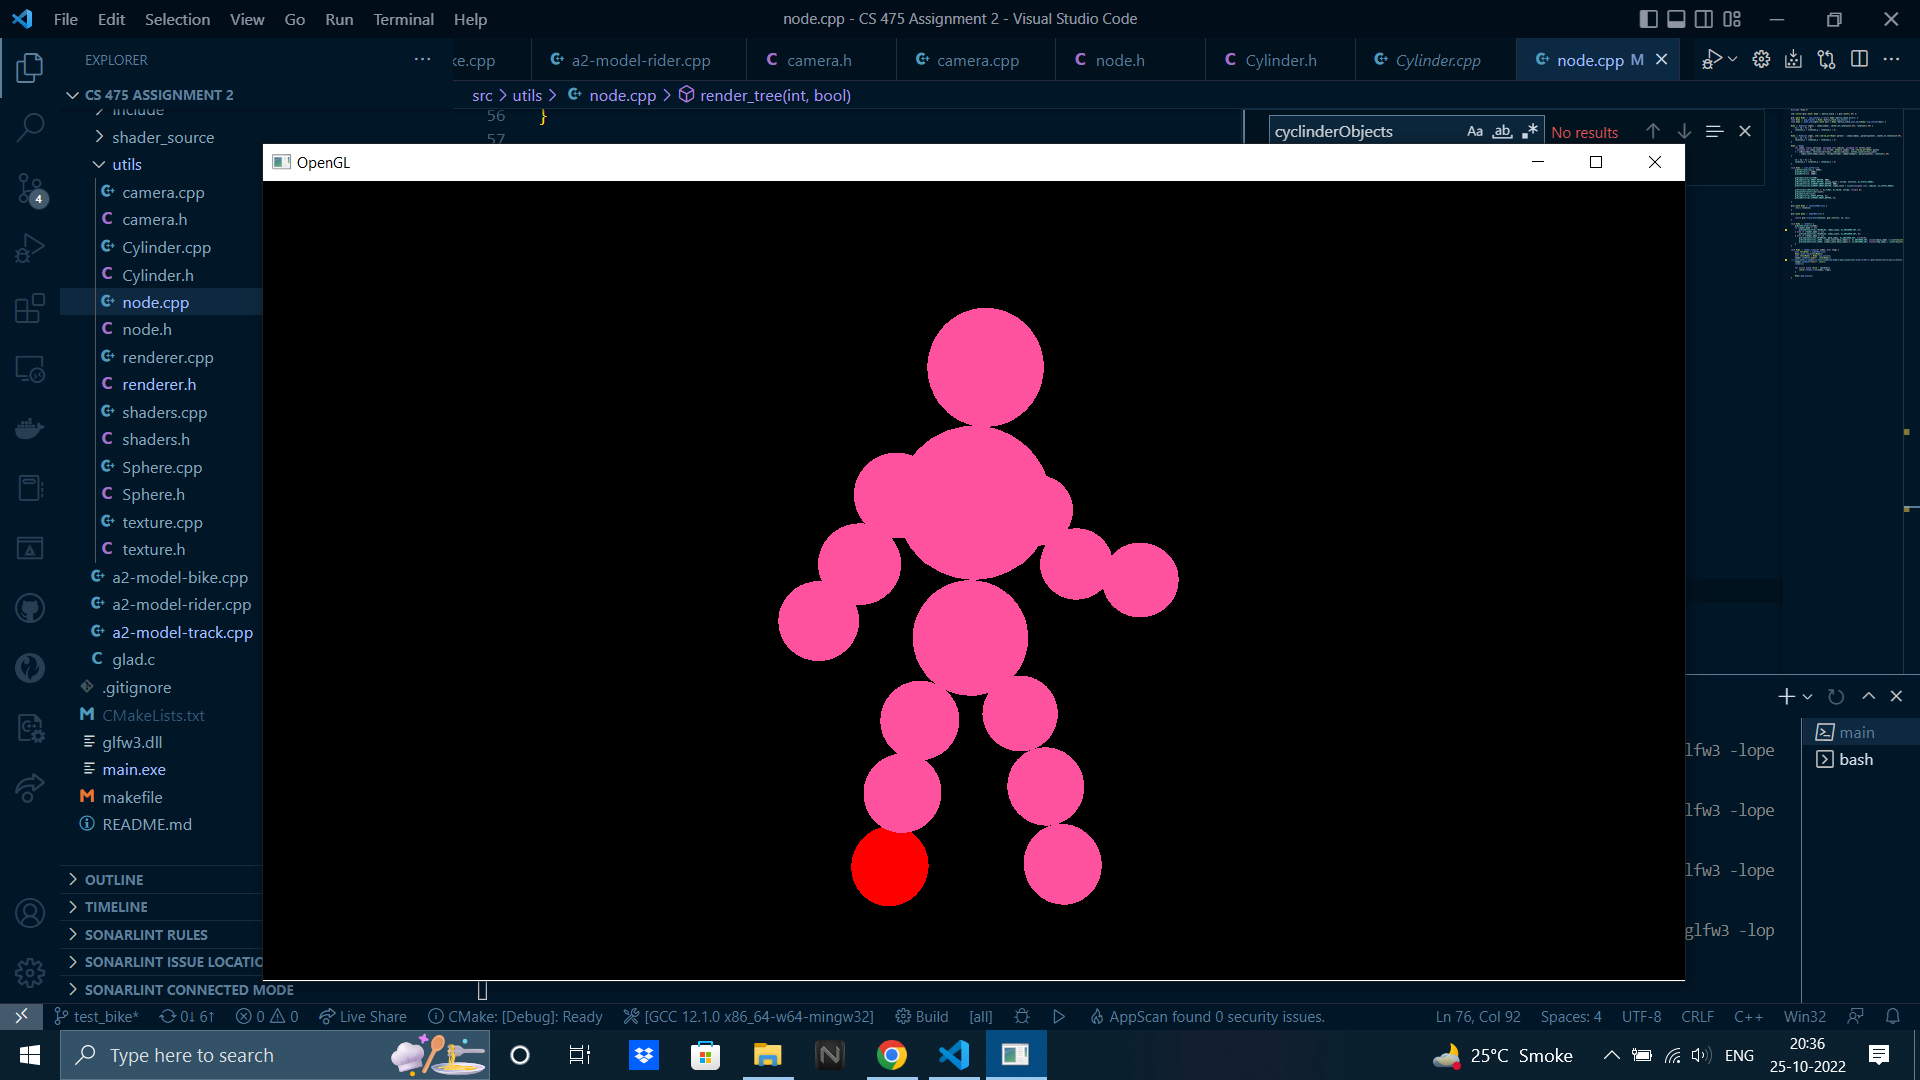 File Edit Selection View Go Run Terminal Help
node.cpp - CS 475 Assignment 2 - Visual Studio Code
EXPLORER
ke.cpp
a2-model-rider.cpp
camera.h
camera.cpp
node.h
Cylinder.h
Cylinder.cpp
node.cpp M
CS 475 ASSIGNMENT 2
src > utils > node.cpp > render_tree(int, bool)
include
56 }
57
cyclinderObjects Aa ab No results
shader_source
utils
OpenGL
camera.cpp
camera.h
Cylinder.cpp
Cylinder.h
node.cpp
node.h
renderer.cpp
renderer.h
shaders.cpp
shaders.h
Sphere.cpp
Sphere.h
texture.cpp
texture.h
a2-model-bike.cpp
a2-model-rider.cpp
a2-model-track.cpp
glad.c
.gitignore
CMakeLists.txt
glfw3.dll
main.exe
makefile
README.md
4
main
bash
lfw3 -lope
lfw3 -lope
lfw3 -lope
glfw3 -lop
OUTLINE
TIMELINE
SONARLINT RULES
SONARLINT ISSUE LOCATIO
SONARLINT CONNECTED MODE
test_bike* 0↓ 6↑ 0 0 Live Share CMake: [Debug]: Ready [GCC 12.1.0 x86_64-w64-mingw32] Build [all] AppScan found 0 security issues. Ln 76, Col 92 Spaces: 4 UTF-8 CRLF C++ Win32
Type here to search
25°C Smoke
ENG
20:36
25-10-2022